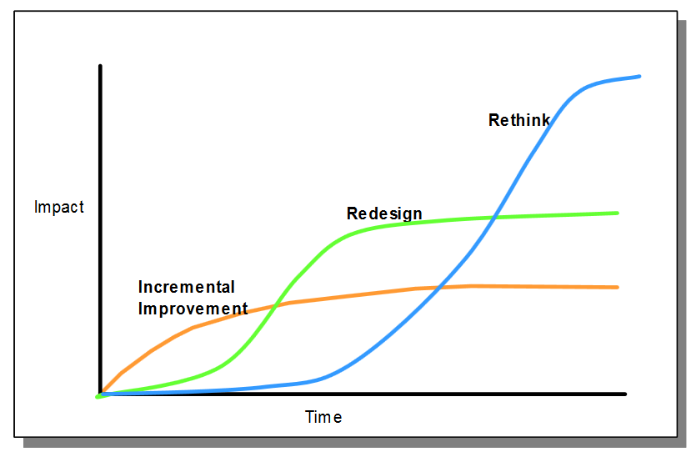 Rethink
Impact
Redesign
Incremental
Improvement
Time